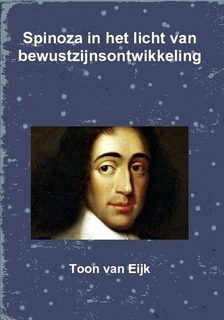 Spinoza in het licht van
bewustzijnsontwikkeling
Toon van Eijk